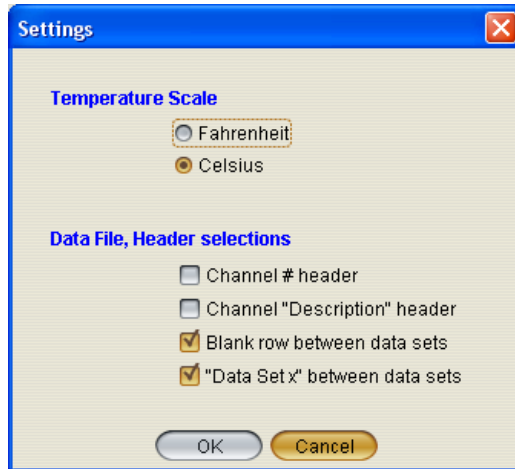 Settings
Temperature Scale
Fahrenheit
Celsius
Data File, Header selections
Channel # header
Channel "Description" header
Blank row between data sets
"Data Set x" between data sets
OK
Cancel